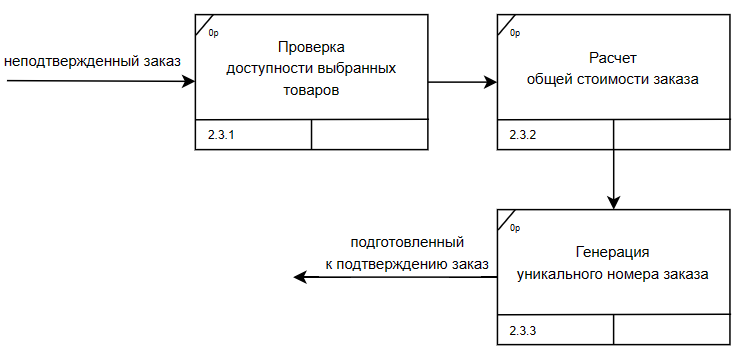 неподтвержденный заказ
0р
Проверка
доступности выбранных
товаров
2.3.1
0р
Расчет
общей стоимости заказа
2.3.2
0р
Генерация
уникального номера заказа
2.3.3
подготовленный
к подтверждению заказ